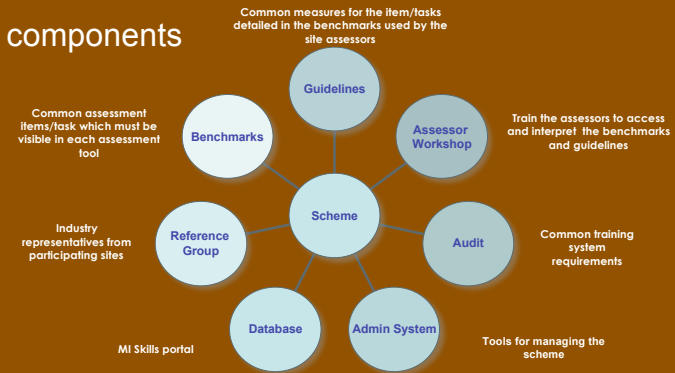 components
Common measures for the item/tasks
detailed in the benchmarks used by the
site assessors
Guidelines
Common assessment
items/task which must be
visible in each assessment
tool
Benchmarks
Assessor
Workshop
Train the assessors to access
and interpret the benchmarks
and guidelines
Scheme
Industry
representatives from
participating sites
Reference
Group
Audit
Common training
system
requirements
Database
Admin System
MI Skills portal
Tools for managing the
scheme